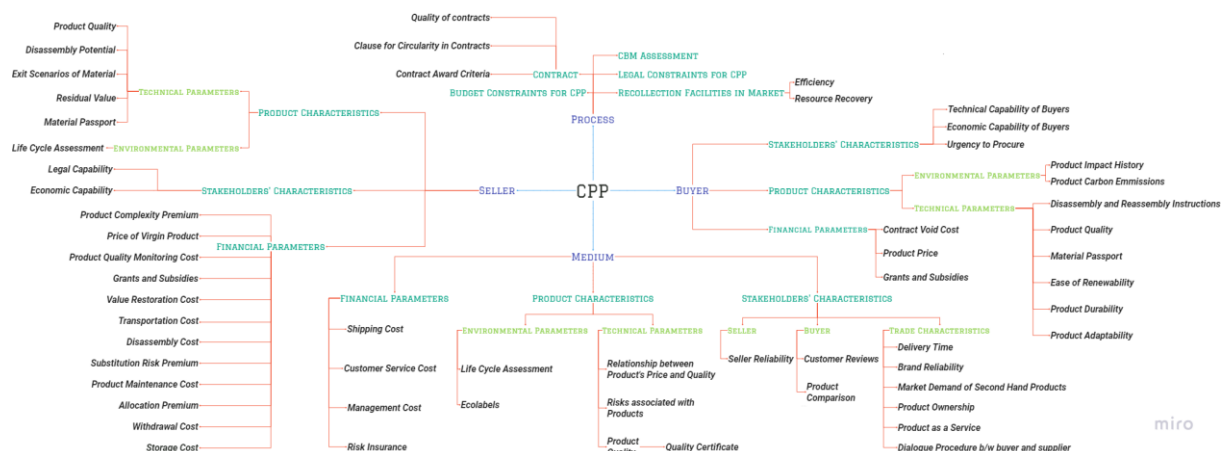 CPP
PROCESS
CONTRACT
Quality of contracts
Clause for Circularity in Contracts
Contract Award Criteria
BUDGET CONSTRAINTS FOR CPP
CBM ASSESSMENT
LEGAL CONSTRAINTS FOR CPP
RECOLLECTION FACILITIES IN MARKET
Efficiency
Resource Recovery
SELLER
PRODUCT CHARACTERISTICS
TECHNICAL PARAMETERS
Product Quality
Disassembly Potential
Exit Scenarios of Material
Residual Value
Material Passport
ENVIRONMENTAL PARAMETERS
Life Cycle Assessment
STAKEHOLDERS' CHARACTERISTICS
Legal Capability
Economic Capability
FINANCIAL PARAMETERS
Product Complexity Premium
Price of Virgin Product
Product Quality Monitoring Cost
Grants and Subsidies
Value Restoration Cost
Transportation Cost
Disassembly Cost
Substitution Risk Premium
Product Maintenance Cost
Allocation Premium
Withdrawal Cost
Storage Cost
BUYER
STAKEHOLDERS' CHARACTERISTICS
Technical Capability of Buyers
Economic Capability of Buyers
Urgency to Procure
PRODUCT CHARACTERISTICS
ENVIRONMENTAL PARAMETERS
Product Impact History
Product Carbon Emmissions
TECHNICAL PARAMETERS
Disassembly and Reassembly Instructions
Product Quality
Material Passport
Ease of Renewability
Product Durability
Product Adaptability
FINANCIAL PARAMETERS
Contract Void Cost
Product Price
Grants and Subsidies
MEDIUM
FINANCIAL PARAMETERS
Shipping Cost
Customer Service Cost
Management Cost
Risk Insurance
PRODUCT CHARACTERISTICS
ENVIRONMENTAL PARAMETERS
Life Cycle Assessment
Ecolabels
TECHNICAL PARAMETERS
Relationship between
Product's Price and Quality
Risks associated with
Products
Product
Quality
Quality Certificate
STAKEHOLDERS' CHARACTERISTICS
SELLER
Seller Reliability
BUYER
Customer Reviews
Product
Comparison
TRADE CHARACTERISTICS
Delivery Time
Brand Reliability
Market Demand of Second Hand Products
Product Ownership
Product as a Service
Dialogue Procedure b/w buyer and supplier
miro